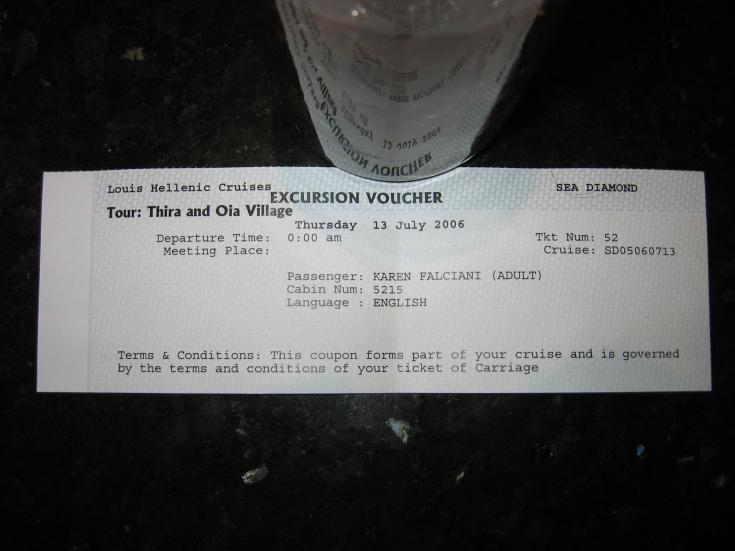 EXCURSION VOUCHER
13 July 2006
Louis Hellenic Cruises
EXCURSION VOUCHER
SEA DIAMOND
Tour: Thira and Oia Village
Thursday 13 July 2006
Departure Time: 0:00 am
Tkt Num: 52
Meeting Place:
Cruise: SD05060713
Passenger: KAREN FALCIANI (ADULT)
Cabin Num: 5215
Language : ENGLISH
Terms & Conditions: This coupon forms part of your cruise and is governed
by the terms and conditions of your ticket of Carriage